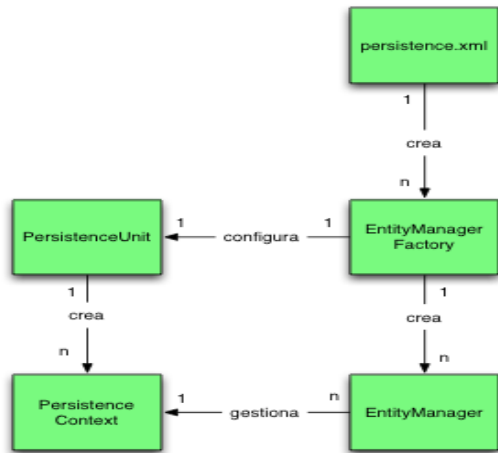 persistence.xml
1
crea
n
PersistenceUnit
1
configura
1
EntityManager
Factory
1
crea
n
1
crea
n
Persistence
Context
1
gestiona
n
EntityManager